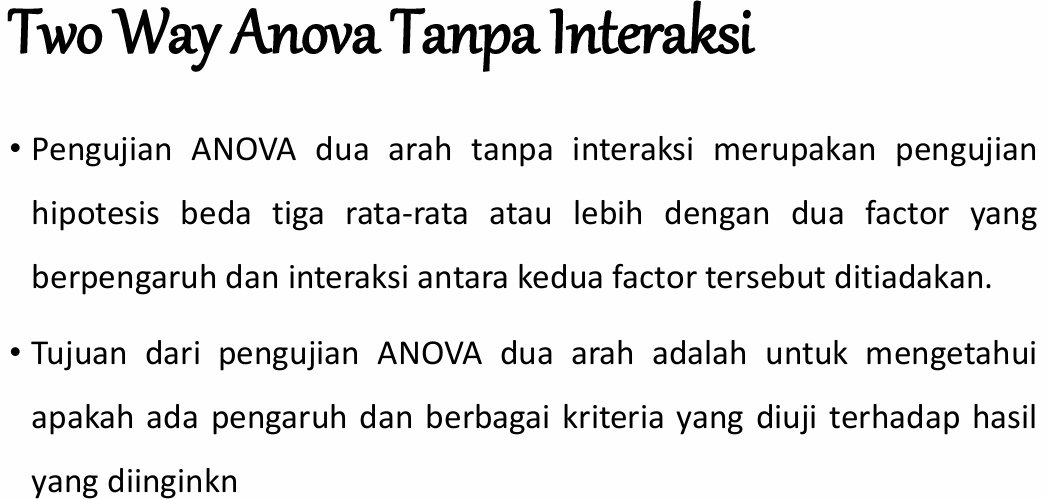 Two Way Anova Tanpa Interaksi
• Pengujian ANOVA dua arah tanpa interaksi merupakan pengujian
hipotesis beda tiga rata-rata atau lebih dengan dua factor yang
berpengaruh dan interaksi antara kedua factor tersebut ditiadakan.
• Tujuan dari pengujian ANOVA dua arah adalah untuk mengetahui
apakah ada pengaruh dan berbagai kriteria yang diuji terhadap hasil
yang diinginkn